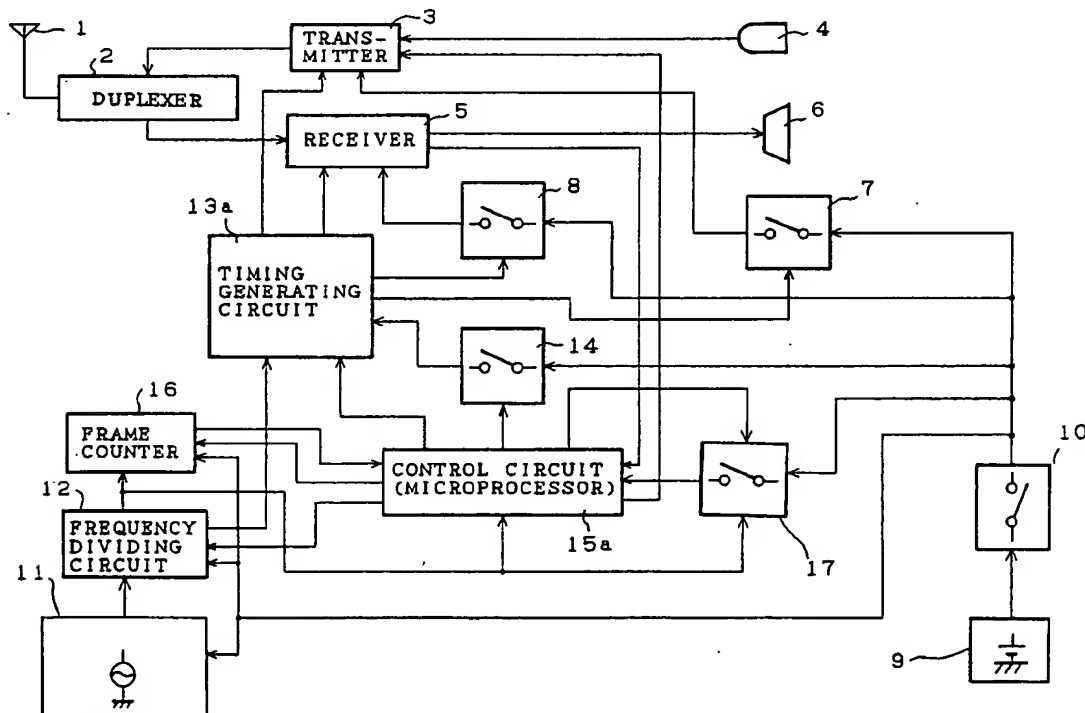 1
3
TRANS-
MITTER
4
2
DUPLEXER
5
RECEIVER
6
8
7
13a
TIMING
GENERATING
CIRCUIT
14
16
FRAME
COUNTER
10
CONTROL CIRCUIT
(MICROPROCESSOR)
12
FREQUENCY
DIVIDING
CIRCUIT
15a
17
11
9